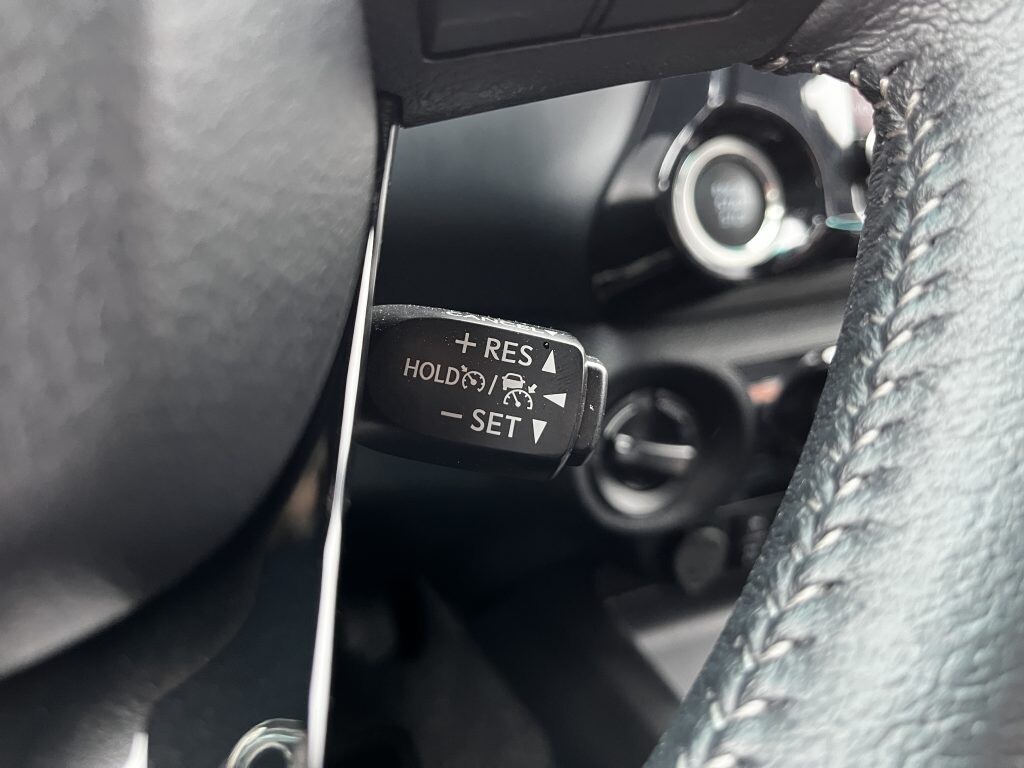 + RES ▲
HOLD / ◀
− SET ▼